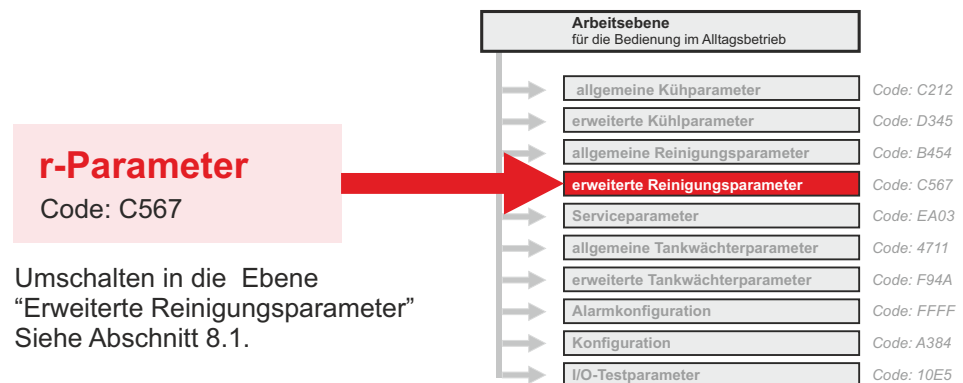 Arbeitsebene
für die Bedienung im Alltagsbetrieb
allgemeine Kühparameter Code: C212
erweiterte Kühlparameter Code: D345
allgemeine Reinigungsparameter Code: B454
erweiterte Reinigungsparameter Code: C567
Serviceparameter Code: EA03
allgemeine Tankwächterparameter Code: 4711
erweiterte Tankwächterparameter Code: F94A
Alarmkonfiguration Code: FFFF
Konfiguration Code: A384
I/O-Testparameter Code: 10E5
r-Parameter
Code: C567
Umschalten in die Ebene
“Erweiterte Reinigungsparameter”
Siehe Abschnitt 8.1.